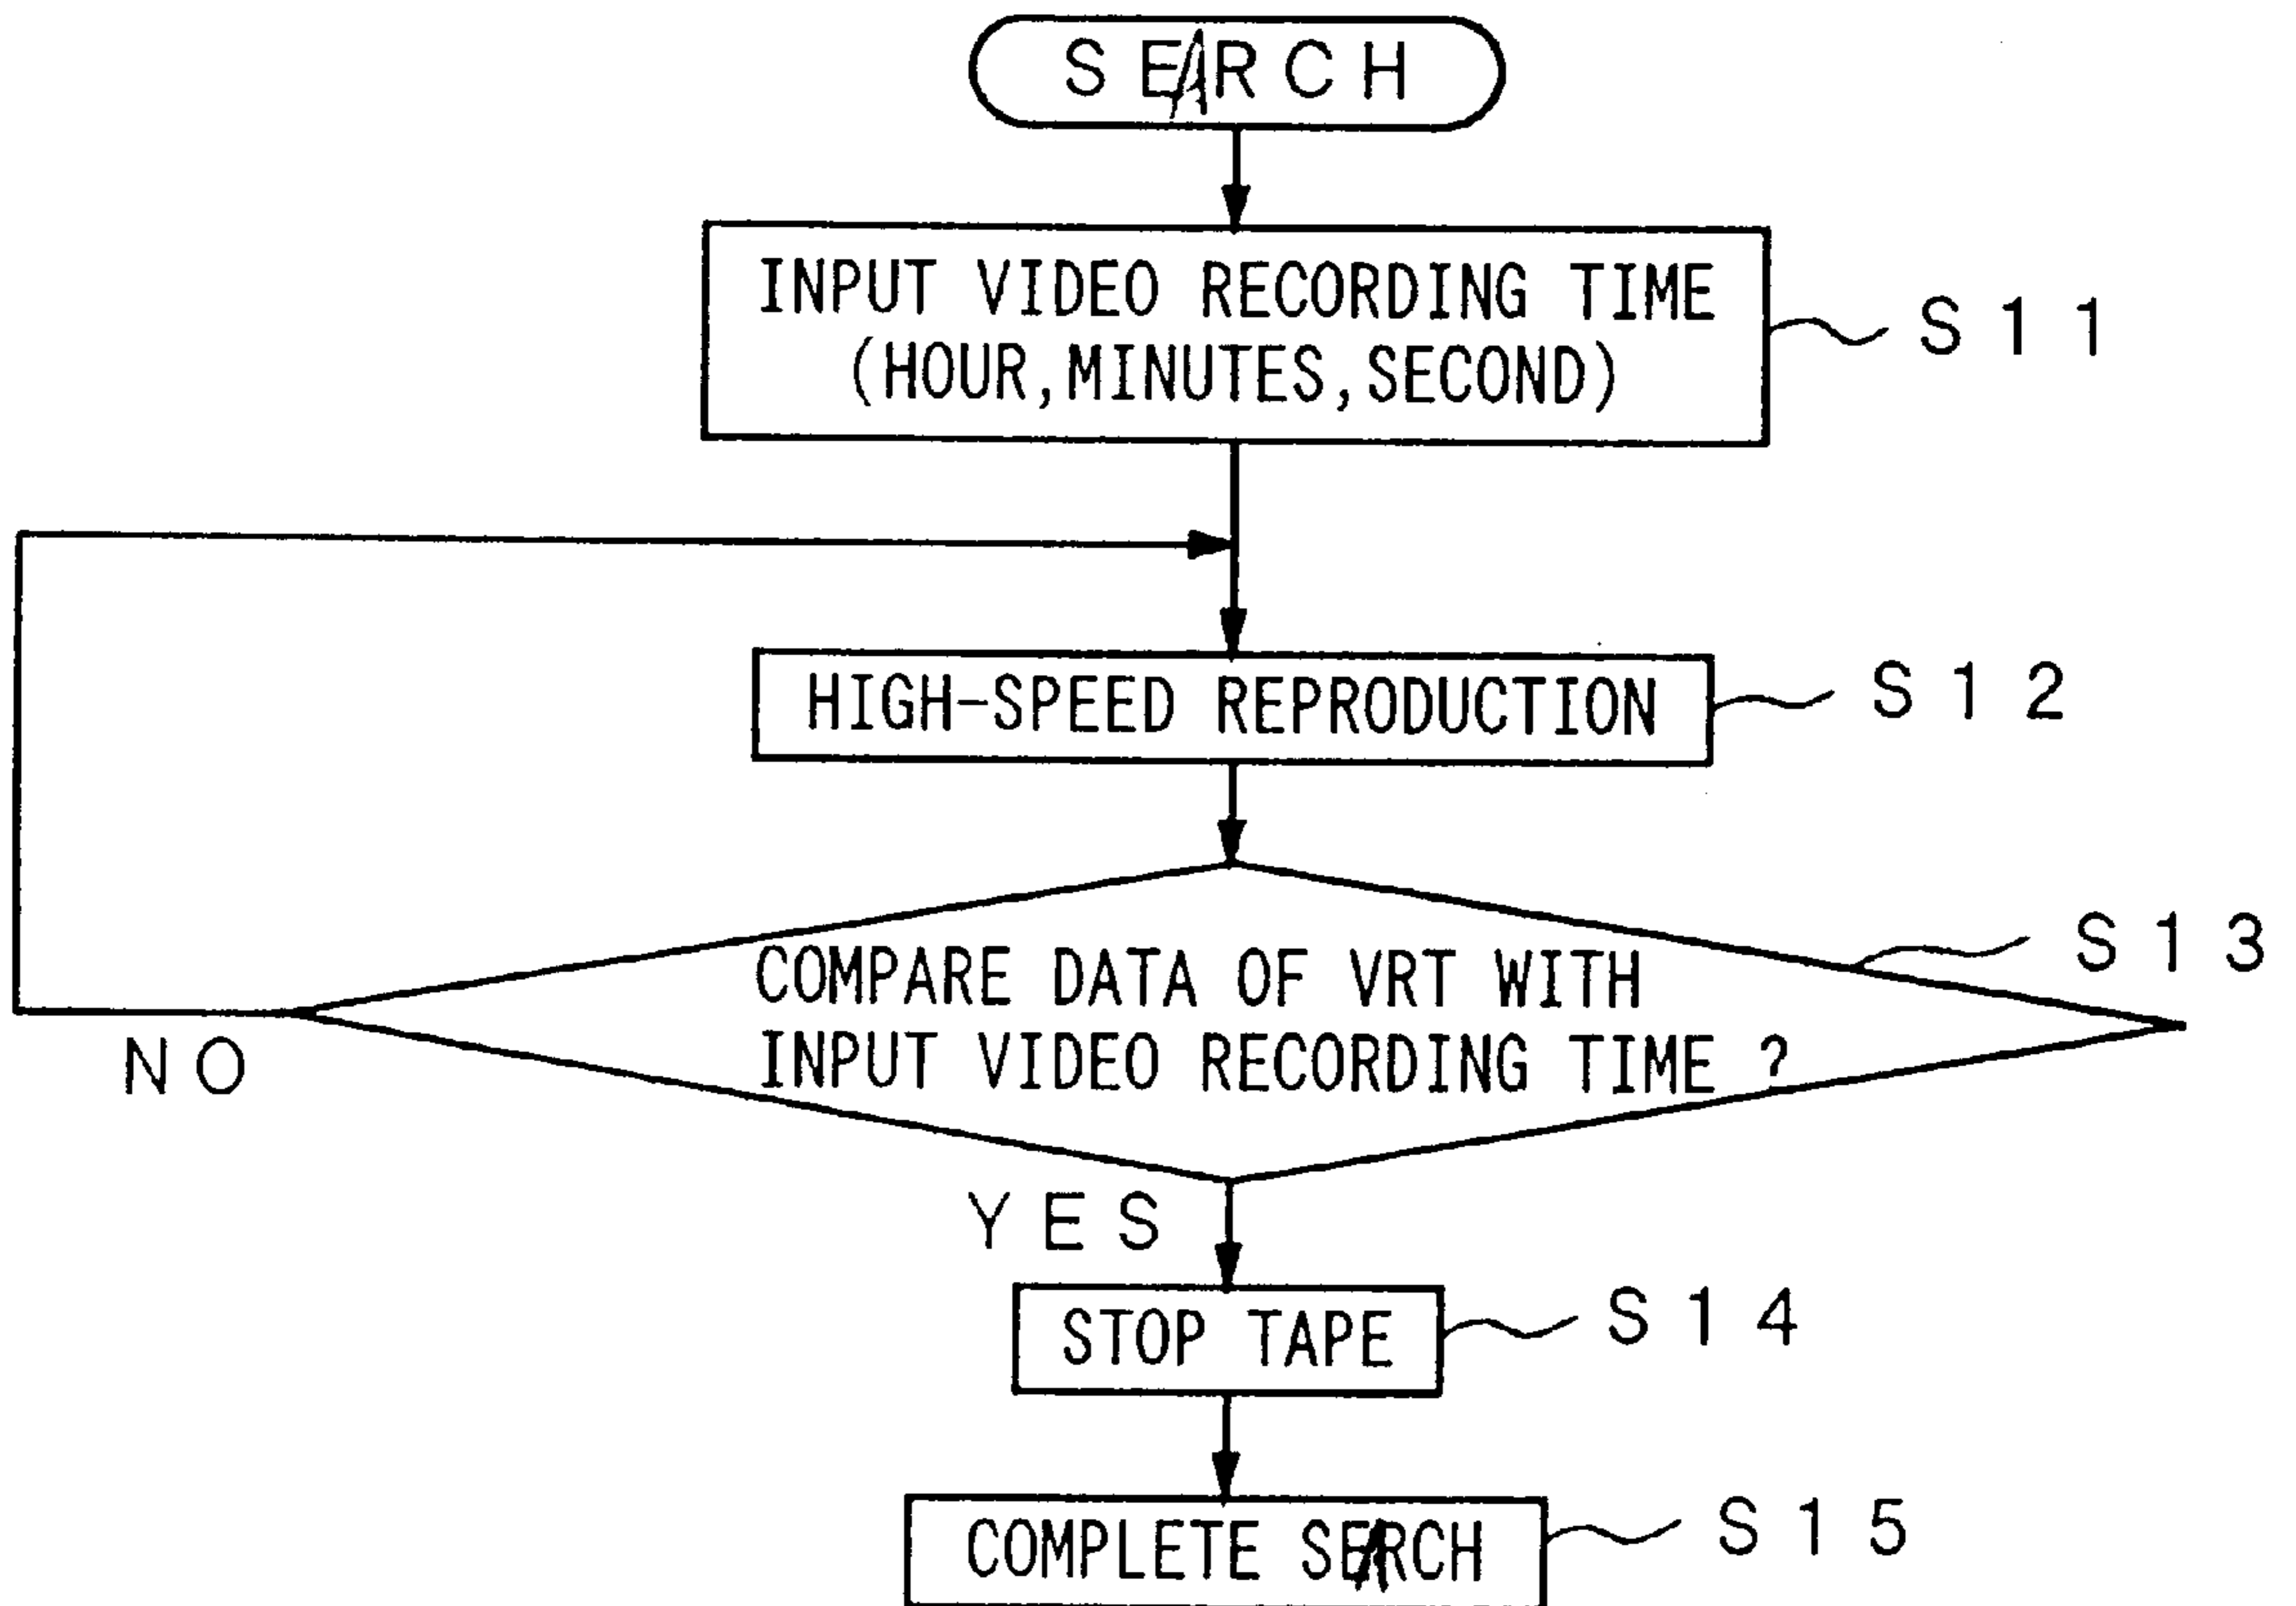 SEARCH
INPUT VIDEO RECORDING TIME
(HOUR,MINUTES,SECOND)
S11
HIGH-SPEED REPRODUCTION
S12
COMPARE DATA OF VRT WITH
INPUT VIDEO RECORDING TIME ?
S13
NO
YES
STOP TAPE
S14
COMPLETE SEARCH
S15